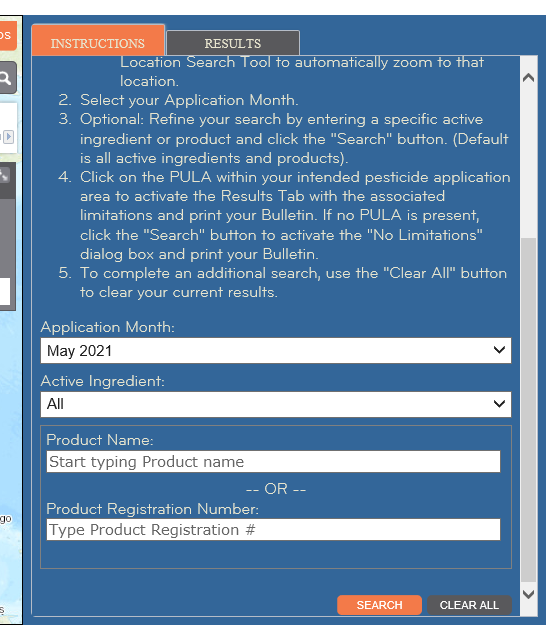 INSTRUCTIONS RESULTS
Location Search Tool to automatically zoom to that
location.
2. Select your Application Month.
3. Optional: Refine your search by entering a specific active
ingredient or product and click the "Search" button. (Default
is all active ingredients and products).
4. Click on the PULA within your intended pesticide application
area to activate the Results Tab with the associated
limitations and print your Bulletin. If no PULA is present,
click the "Search" button to activate the "No Limitations"
dialog box and print your Bulletin.
5. To complete an additional search, use the "Clear All" button
to clear your current results.
Application Month:
May 2021
Active Ingredient:
All
Product Name:
Start typing Product name
-- OR --
Product Registration Number:
Type Product Registration #
SEARCH CLEAR ALL